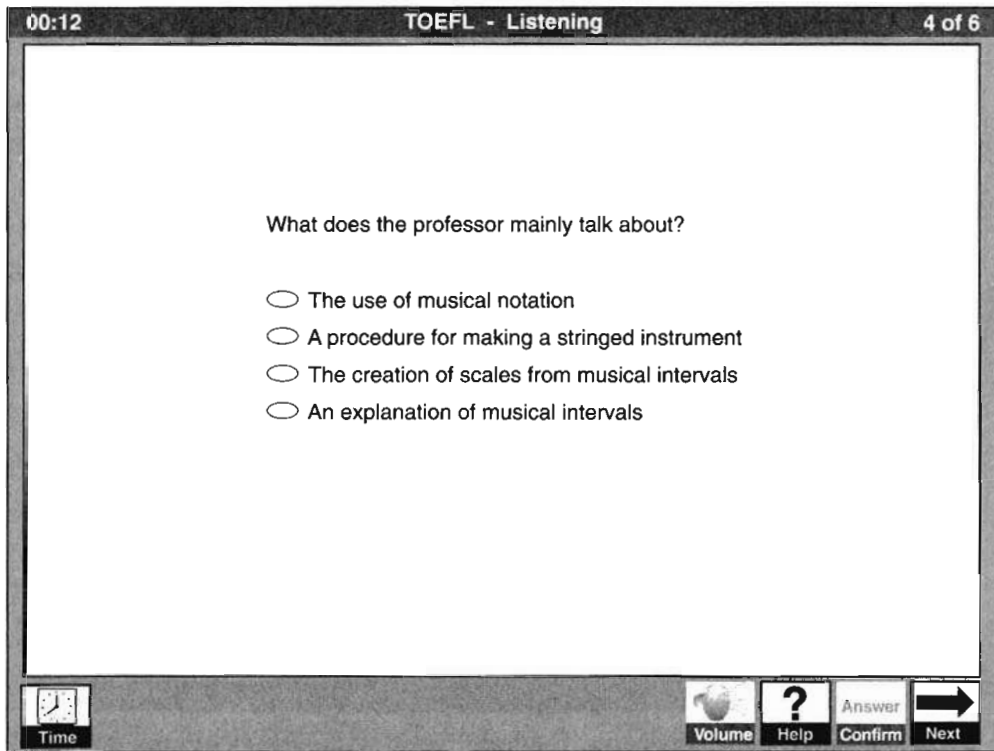 00:12 TOEFL - Listening 4 of 6
What does the professor mainly talk about?
The use of musical notation
A procedure for making a stringed instrument
The creation of scales from musical intervals
An explanation of musical intervals
Time Volume ? Help Answer Confirm Next